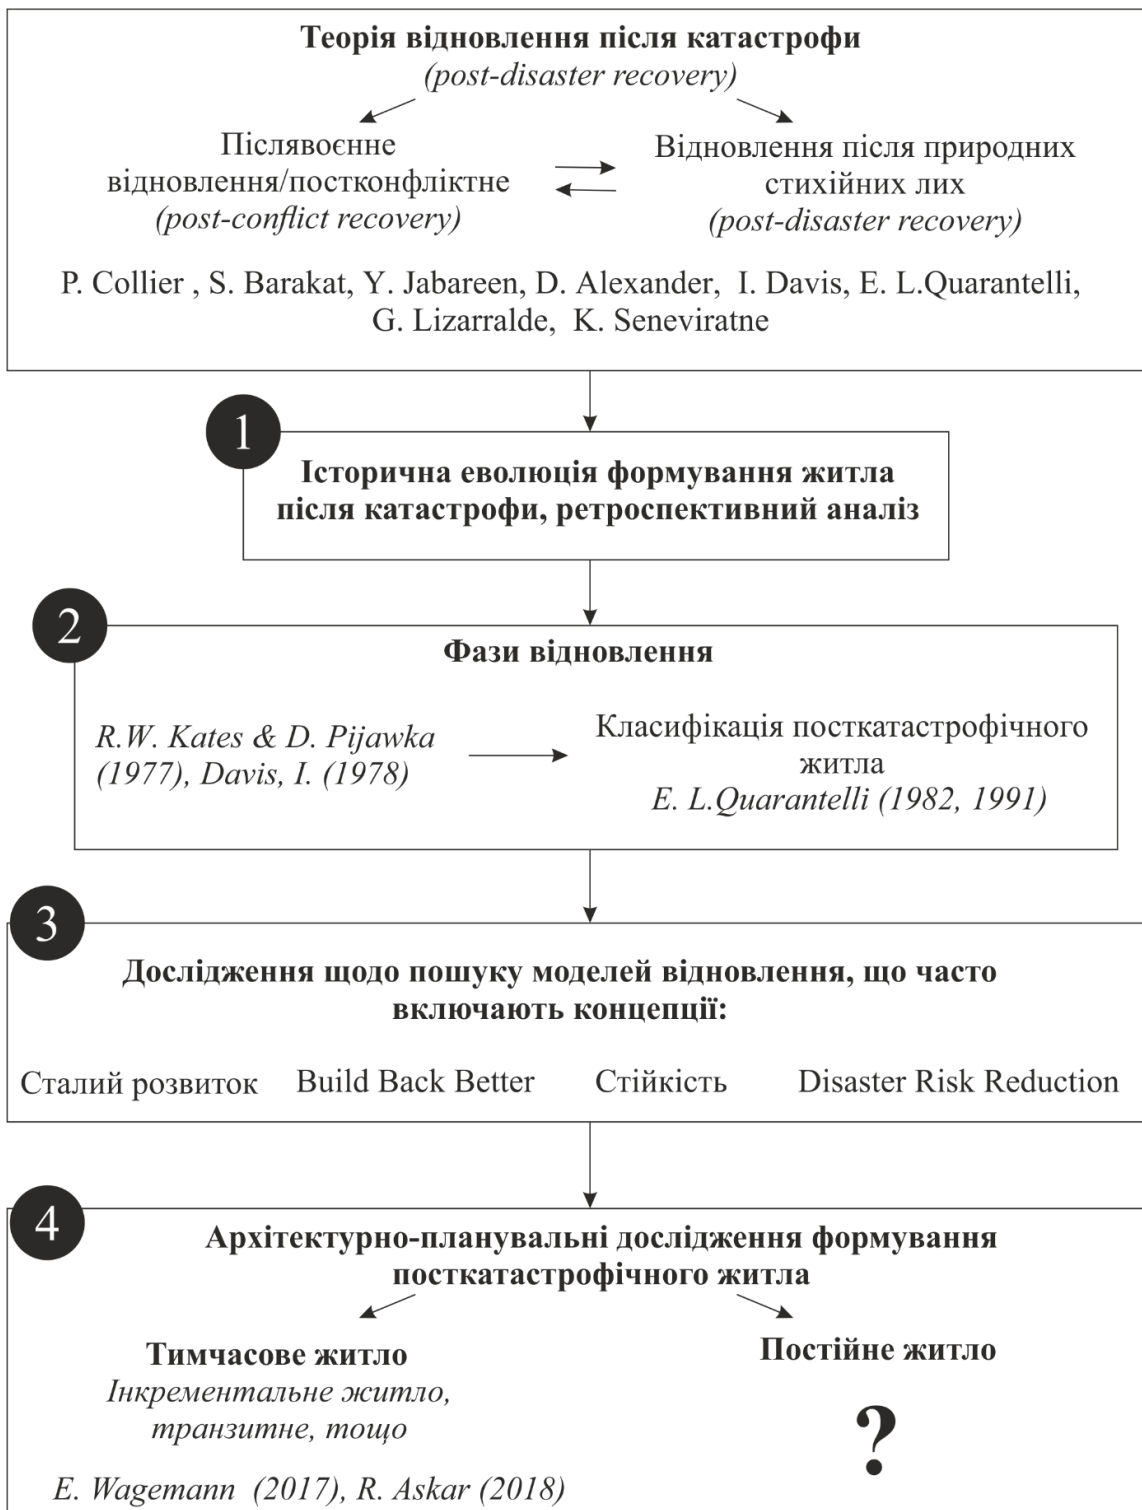 Теорія відновлення після катастрофи
(post-disaster recovery)
Післявоєнне
відновлення/постконфліктне
(post-conflict recovery)
Відновлення після природних
стихійних лих
(post-disaster recovery)
P. Collier , S. Barakat, Y. Jabareen, D. Alexander, I. Davis, E. L.Quarantelli,
G. Lizarralde, K. Seneviratne
1
Історична еволюція формування житла
після катастрофи, ретроспективний аналіз
2
Фази відновлення
R.W. Kates & D. Pijawka
(1977), Davis, I. (1978)
Класифікація посткатастрофічного
житла
E. L.Quarantelli (1982, 1991)
3
Дослідження щодо пошуку моделей відновлення, що часто
включають концепції:
Сталий розвиток Build Back Better Стійкість Disaster Risk Reduction
4
Архітектурно-планувальні дослідження формування
посткатастрофічного житла
Тимчасове житло
Інкрементальне житло,
транзитне, тощо
E. Wagemann (2017), R. Askar (2018)
Постійне житло
?